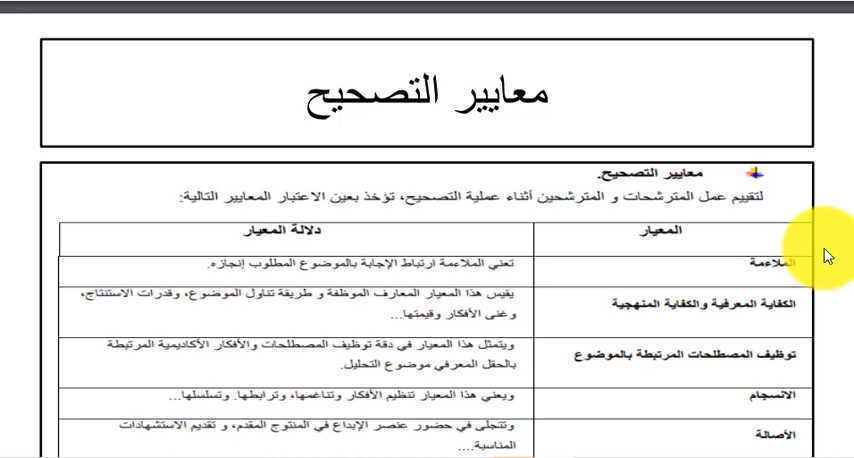 معايير التصحيح
معايير التصحيح.
لتقييم عمل المترشحات و المترشحين أثناء عملية التصحيح، تؤخذ بعين الاعتبار المعايير التالية:
المعيار
دلالة المعيار
الملاءمة
تعني الملاءمة ارتباط الإجابة بالموضوع المطلوب إنجازه.
الكفاية المعرفية والكفاية المنهجية
يقيس هذا المعيار المعارف الموظفة و طريقة تناول الموضوع، وقدرات الاستنتاج،
وغنى الأفكار وقيمتها...
توظيف المصطلحات المرتبطة بالموضوع
ويتمثل هذا المعيار في دقة توظيف المصطلحات والأفكار الأكاديمية المرتبطة
بالحقل المعرفي موضوع التحليل.
الانسجام
ويعني هذا المعيار تنظيم الأفكار وتناغمها، وترابطها. وتسلسلها...
الأصالة
وتتجلى في حضور عنصر الإبداع في المنتوج المقدم، و تقديم الاستشهادات
المناسبة....